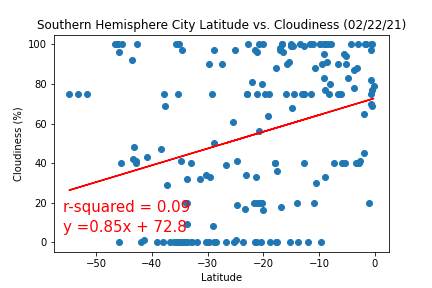 Southern Hemisphere City Latitude vs. Cloudiness (02/22/21)
100
80
60
40
20
0
Cloudiness (%)
r-squared = 0.09
y =0.85x + 72.8
−50
−40
−30
−20
−10
0
Latitude